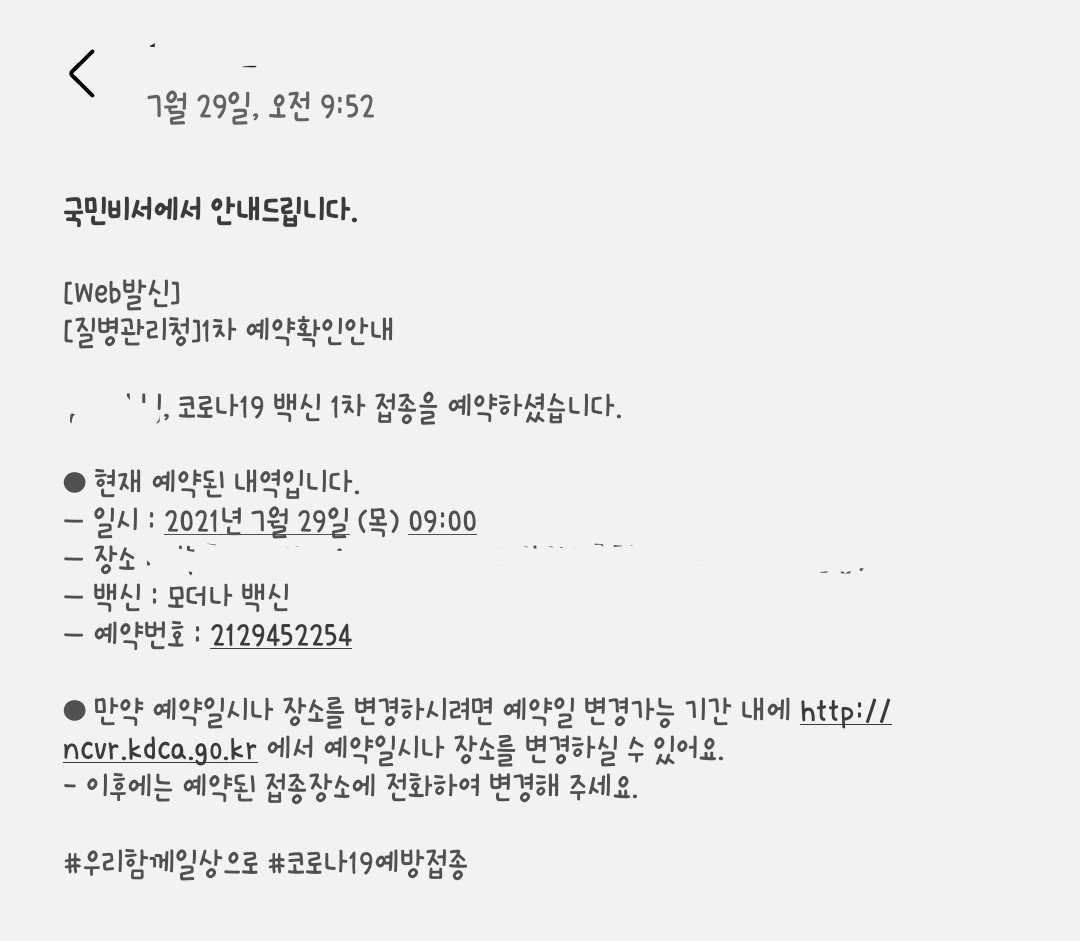 7월 29일, 오전 9:52
국민비서에서 안내드립니다.
[Web발신]
[질병관리청]1차 예약확인안내
, 코로나19 백신 1차 접종을 예약하셨습니다.
● 현재 예약된 내역입니다.
- 일시 : 2021년 7월 29일 (목) 09:00
- 장소 :
- 백신 : 모더나 백신
- 예약번호 : 2129452254
● 만약 예약일시나 장소를 변경하시려면 예약일 변경가능 기간 내에 http://
ncvr.kdca.go.kr 에서 예약일시나 장소를 변경하실 수 있어요.
- 이후에는 예약된 접종장소에 전화하여 변경해 주세요.
#우리함께일상으로 #코로나19예방접종